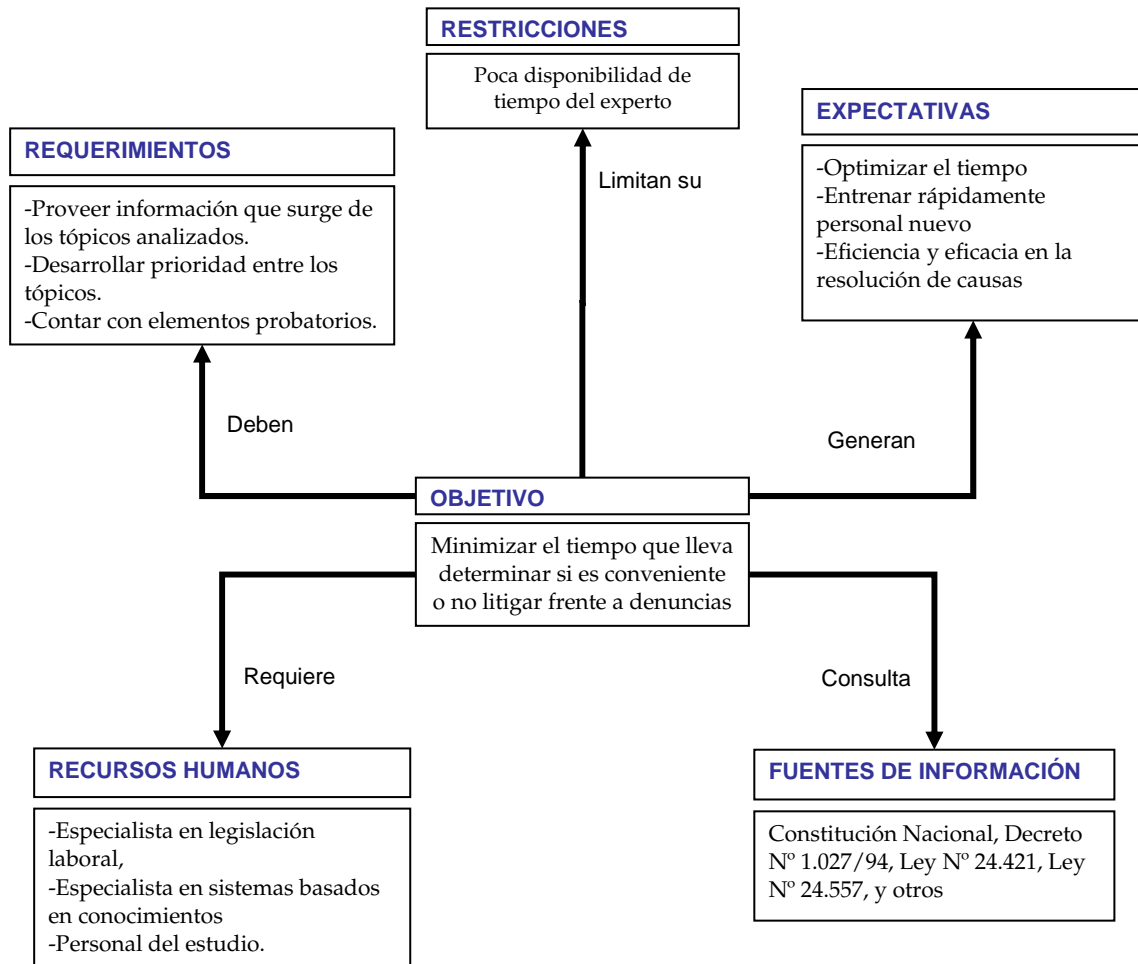 RESTRICCIONES
Poca disponibilidad de
tiempo del experto
REQUERIMIENTOS
-Proveer información que surge de
los tópicos analizados.
-Desarrollar prioridad entre los
tópicos.
-Contar con elementos probatorios.
EXPECTATIVAS
-Optimizar el tiempo
-Entrenar rápidamente
personal nuevo
-Eficiencia y eficacia en la
resolución de causas
Limitan su
Deben
Generan
OBJETIVO
Minimizar el tiempo que lleva
determinar si es conveniente
o no litigar frente a denuncias
Requiere
Consulta
RECURSOS HUMANOS
-Especialista en legislación
laboral,
-Especialista en sistemas basados
en conocimientos
-Personal del estudio.
FUENTES DE INFORMACIÓN
Constitución Nacional, Decreto
Nº 1.027/94, Ley Nº 24.421, Ley
Nº 24.557, y otros